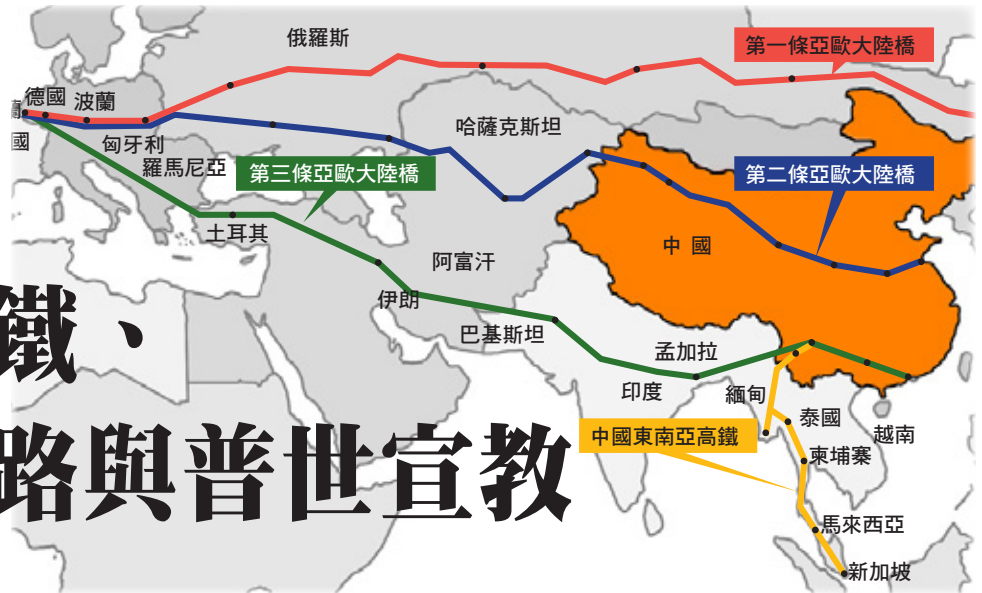 俄羅斯
第一條亞歐大陸橋
德國
波蘭
國
匈牙利
羅馬尼亞
哈薩克斯坦
第三條亞歐大陸橋
第二條亞歐大陸橋
土耳其
中 國
阿富汗
伊朗
巴基斯坦
孟加拉
印度
緬甸
泰國
越南
中國東南亞高鐵
柬埔寨
馬來西亞
新加坡
鐵、
路與普世宣教